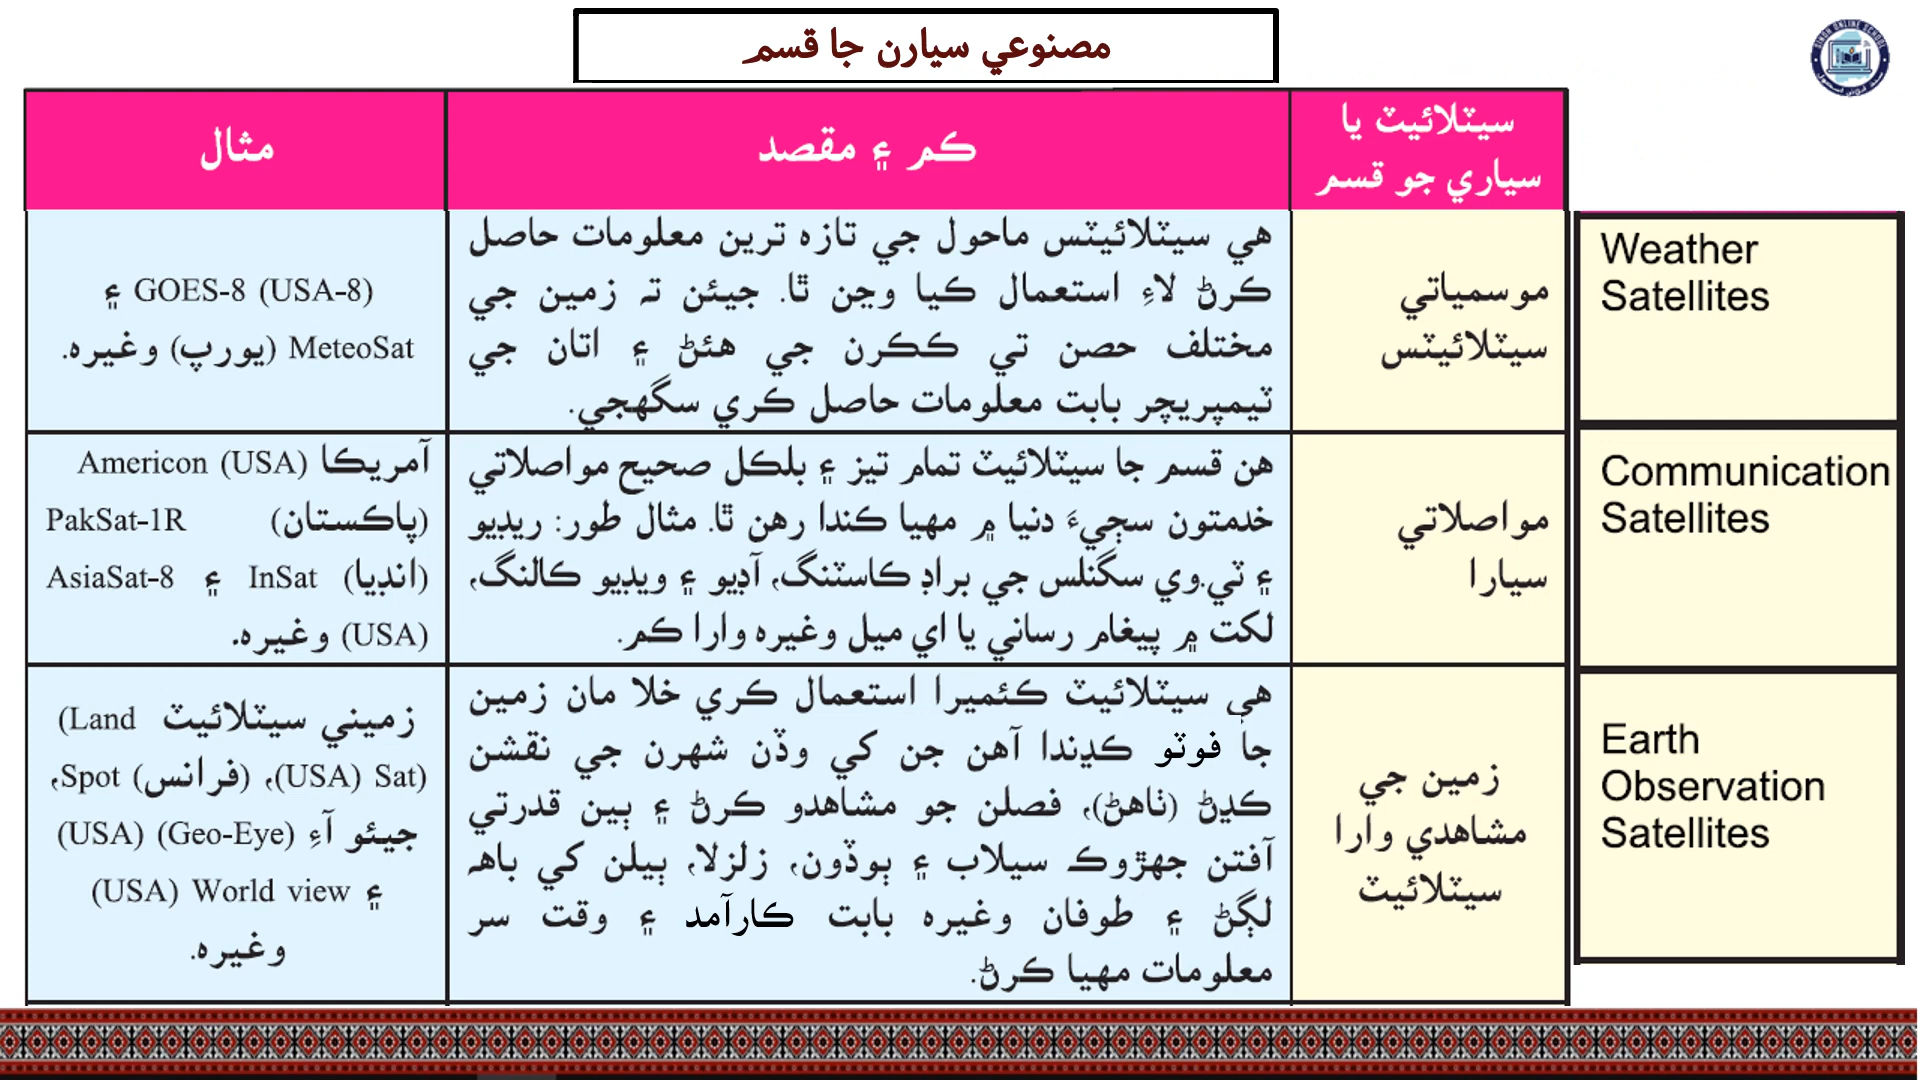 مصنوعي سيارن جا قسم
سيٽلائيٽ يا
سياري جو قسم
ڪم ۽ مقصد
مثال
Weather
Satellites
موسمياتي
سيٽلائيٽس
هي سيٽلائيٽس ماحول جي تازه ترين معلومات حاصل
ڪرڻ لاءِ استعمال ڪيا وڃن ٿا. جيئن ته زمين جي
مختلف حصن تي ڪڪرن جي هئڻ ۽ اتان جي
ٽيمپريچر بابت معلومات حاصل ڪري سگهجي.
GOES-8 (USA-8) ۽
MeteoSat (يورپ) وغيره.
Communication
Satellites
مواصلاتي
سيارا
هن قسم جا سيٽلائيٽ تمام تيز ۽ بلڪل صحيح مواصلاتي
خدمتون سڄيءَ دنيا ۾ مهيا ڪندا رهن ٿا. مثال طور: ريڊيو
۽ ٽي.وي سگنلس جي براڊ ڪاسٽنگ، آڊيو ۽ ويڊيو ڪالنگ،
لکت ۾ پيغام رساني يا اي ميل وغيره وارا ڪم.
آمريڪا Americon (USA)
(پاڪستان) PakSat-1R
(انڊيا) InSat ۽ AsiaSat-8
(USA) وغيره.
Earth
Observation
Satellites
زمين جي
مشاهدي وارا
سيٽلائيٽ
هي سيٽلائيٽ ڪئميرا استعمال ڪري خلا مان زمين
جا فوٽو ڪڍندا آهن جن کي وڏن شهرن جي نقشن
ڪڍڻ (ٺاهڻ)، فصلن جو مشاهدو ڪرڻ ۽ ٻين قدرتي
آفتن جهڙوڪ سيلاب ۽ ٻوڏون، زلزلا، ٻيلن کي باهه
لڳڻ ۽ طوفان وغيره بابت ڪارآمد ۽ وقت سر
معلومات مهيا ڪرڻ.
زميني سيٽلائيٽ (Land
Sat (USA))، (فرانس) Spot،
جيئو آءِ (Geo-Eye) (USA)
۽ World view (USA)
وغيره.